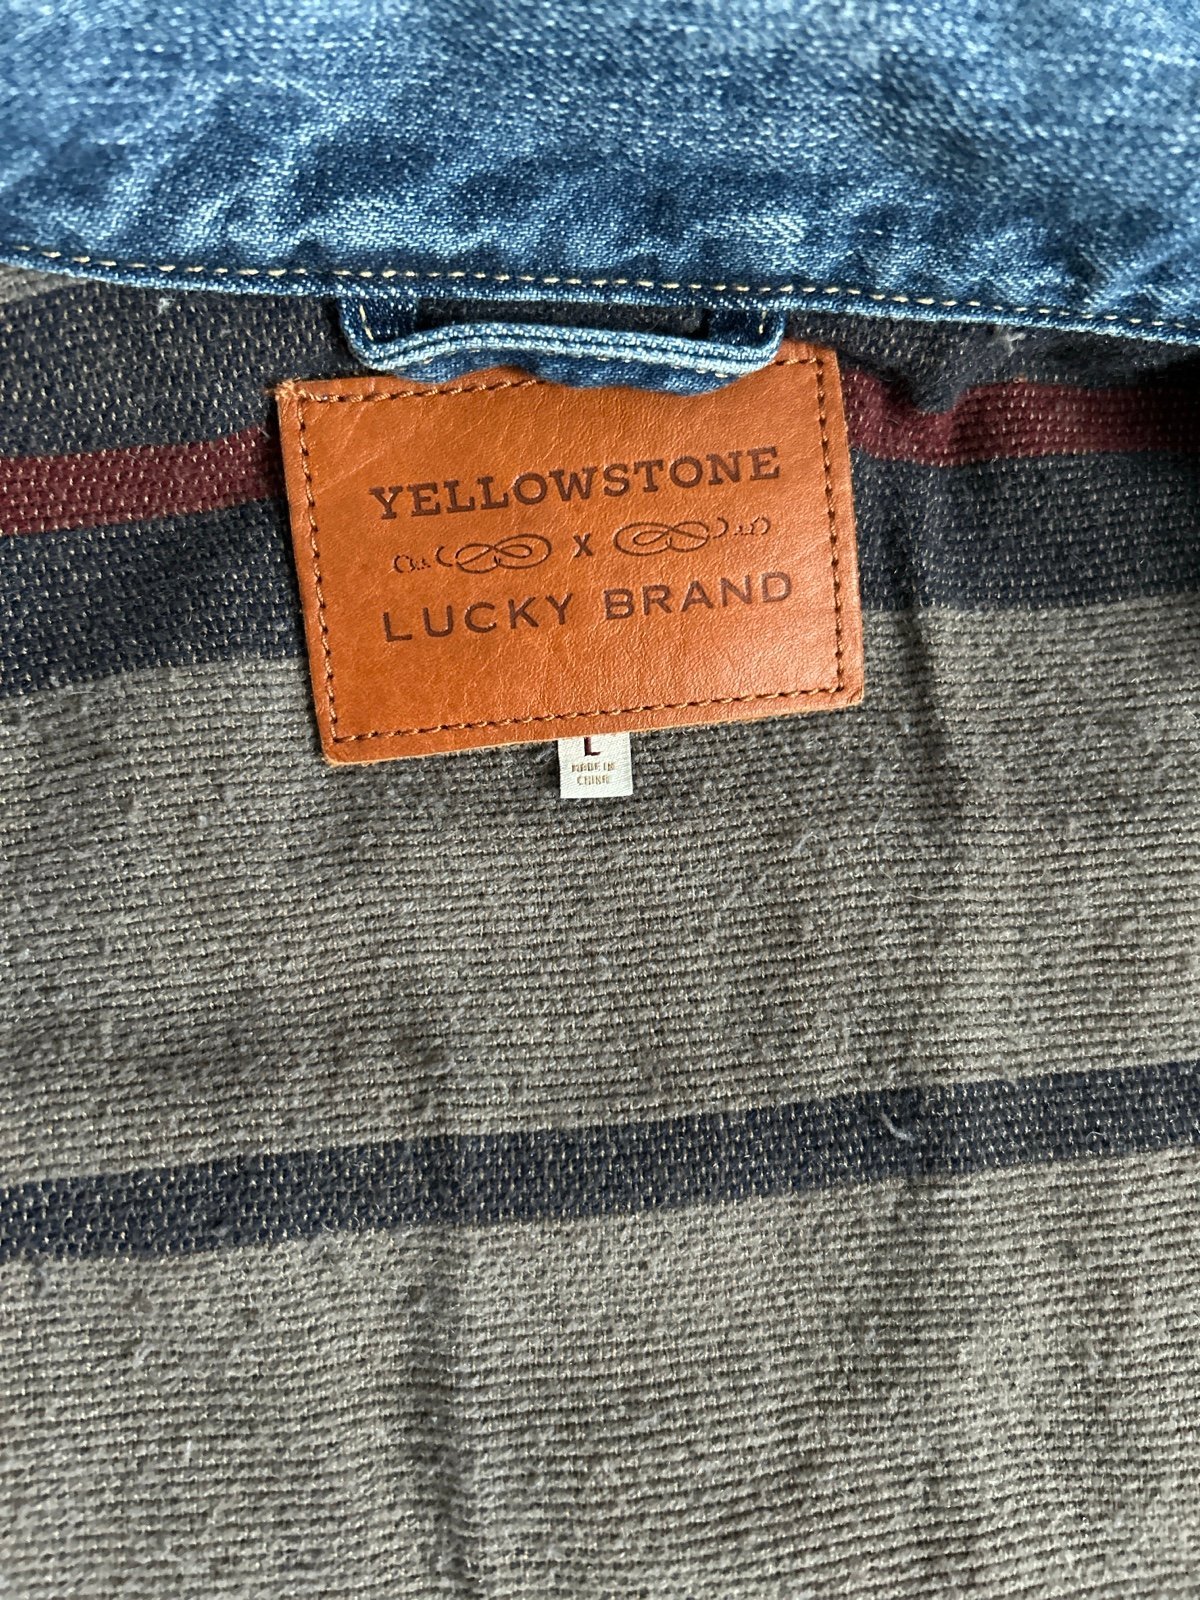 YELLOWSTONE
X
LUCKY BRAND
L
MADE IN
CHINA